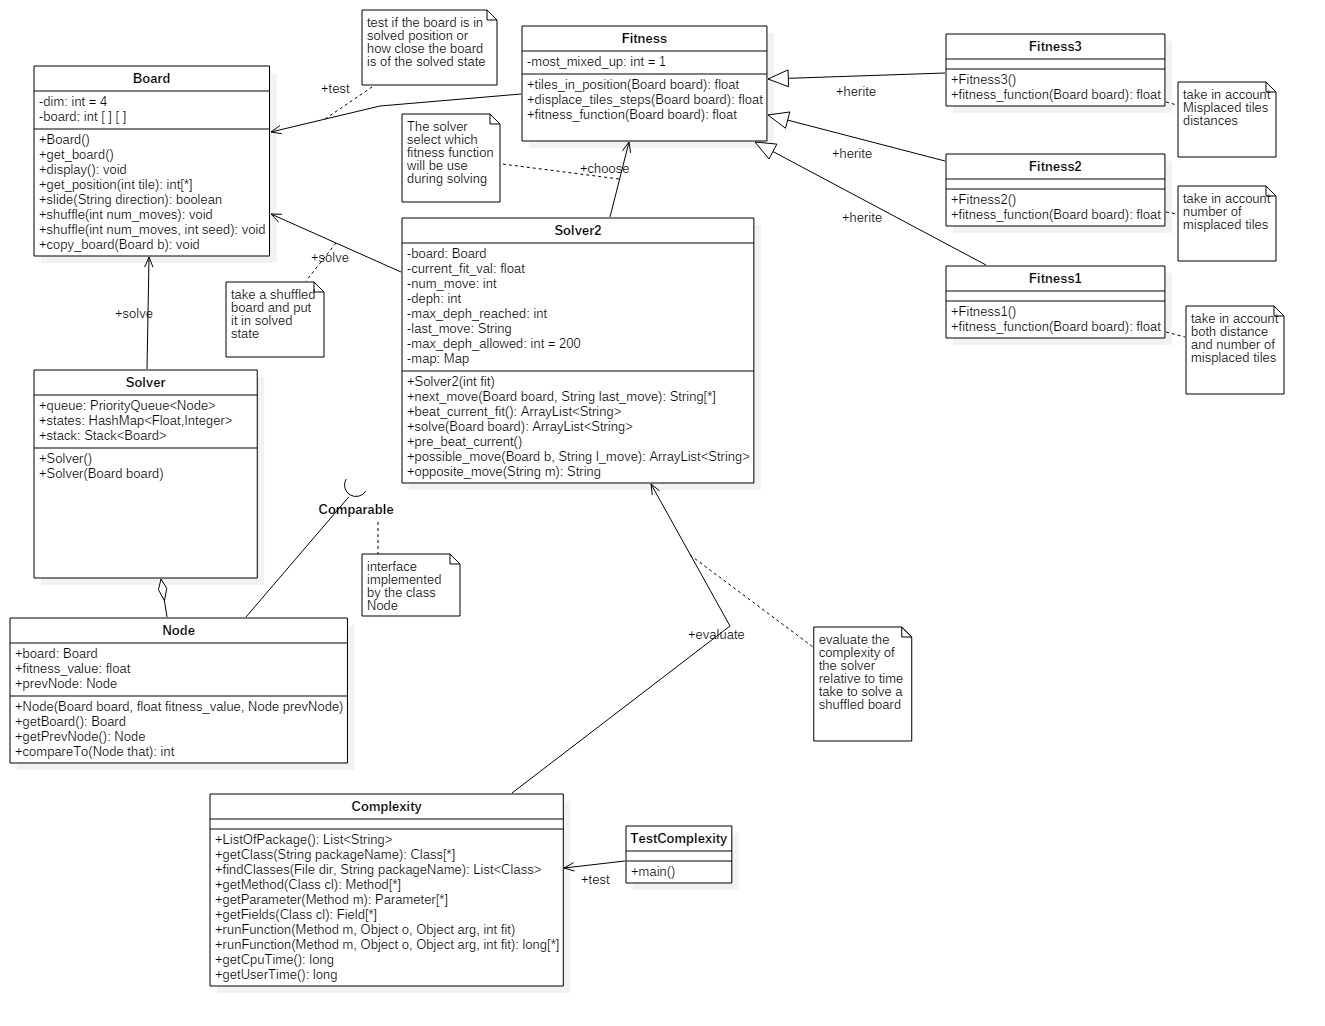 test if the board is in
solved position or
how close the board
is of the solved state
Fitness
-most_mixed_up: int = 1
+tiles_in_position(Board board): float
+displace_tiles_steps(Board board): float
+fitness_function(Board board): float
Fitness3
+Fitness3()
+fitness_function(Board board): float
take in account
Misplaced tiles
distances
+herite
Board
-dim: int = 4
-board: int [ ] [ ]
+Board()
+get_board()
+display(): void
+get_position(int tile): int[*]
+slide(String direction): boolean
+shuffle(int num_moves): void
+shuffle(int num_moves, int seed): void
+copy_board(Board b): void
+test
The solver
select which
fitness function
will be use
during solving
+choose
+herite
Fitness2
+Fitness2()
+fitness_function(Board board): float
take in account
number of
misplaced tiles
+herite
Fitness1
+Fitness1()
+fitness_function(Board board): float
take in account
both distance
and number of
misplaced tiles
Solver2
-board: Board
-current_fit_val: float
-num_move: int
-deph: int
-max_deph_reached: int
-last_move: String
-max_deph_allowed: int = 200
-map: Map
+Solver2(int fit)
+next_move(Board board, String last_move): String[*]
+beat_current_fit(): ArrayList<String>
+solve(Board board): ArrayList<String>
+pre_beat_current()
+possible_move(Board b, String l_move): ArrayList<String>
+opposite_move(String m): String
+solve
take a shuffled
board and put
it in solved
state
+solve
Solver
+queue: PriorityQueue<Node>
+states: HashMap<Float,Integer>
+stack: Stack<Board>
+Solver()
+Solver(Board board)
Comparable
interface
implemented
by the class
Node
Node
+board: Board
+fitness_value: float
+prevNode: Node
+Node(Board board, float fitness_value, Node prevNode)
+getBoard(): Board
+getPrevNode(): Node
+compareTo(Node that): int
+evaluate
evaluate the
complexity of
the solver
relative to time
take to solve a
shuffled board
Complexity
+ListOfPackage(): List<String>
+getClass(String packageName): Class[*]
+findClasses(File dir, String packageName): List<Class>
+getMethod(Class cl): Method[*]
+getParameter(Method m): Parameter[*]
+getFields(Class cl): Field[*]
+runFunction(Method m, Object o, Object arg, int fit)
+runFunction(Method m, Object o, Object arg, int fit): long[*]
+getCpuTime(): long
+getUserTime(): long
+test
TestComplexity
+main()